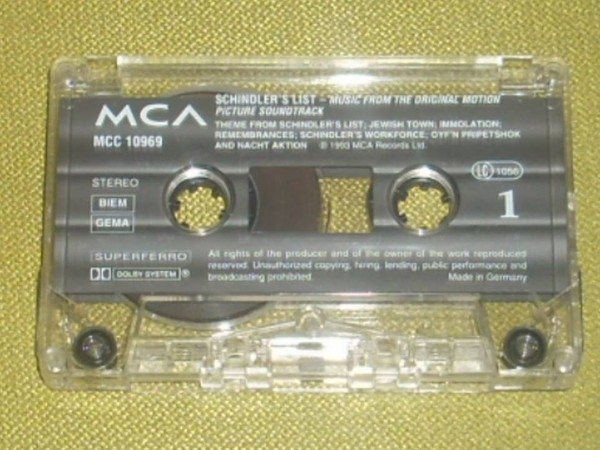 MCA
MCC 10969
SCHINDLER'S LIST – MUSIC FROM THE ORIGINAL MOTION
PICTURE SOUNDTRACK
THEME FROM SCHINDLER'S LIST; JEWISH TOWN; IMMOLATION;
REMEMBRANCES; SCHINDLER'S WORKFORCE; OYF'N PRIPETSHOK
AND NACHT AKTION ℗ 1993 MCA Records Ltd.
STEREO
BIEM
GEMA
LC 1056
1
SUPERFERRO
DOLBY SYSTEM ®
All rights of the producer and of the owner of the work reproduced
reserved. Unauthorized copying, hiring, lending, public performance and
broadcasting prohibited. Made in Germany